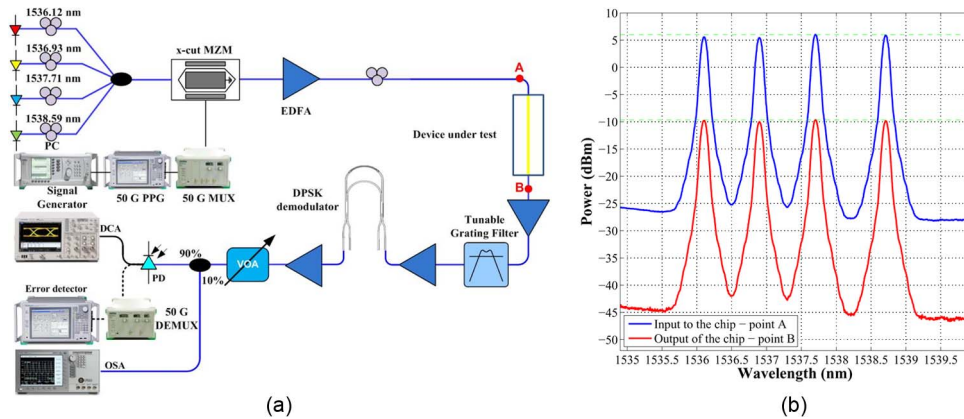 1536.12 nm
1536.93 nm
1537.71 nm
1538.59 nm
PC
x-cut MZM
EDFA
A
Device under test
B
Signal
Generator
50 G PPG
50 G MUX
DPSK
demodulator
Tunable
Grating Filter
DCA
PD
90%
10%
VOA
Error detector
50 G
DEMUX
OSA
(a)
Power (dBm)
10
5
0
−5
−10
−15
−20
−25
−30
−35
−40
−45
−50
Input to the chip − point A
Output of the chip − point B
1535 1535.5 1536 1536.5 1537 1537.5 1538 1538.5 1539 1539.5
Wavelength (nm)
(b)